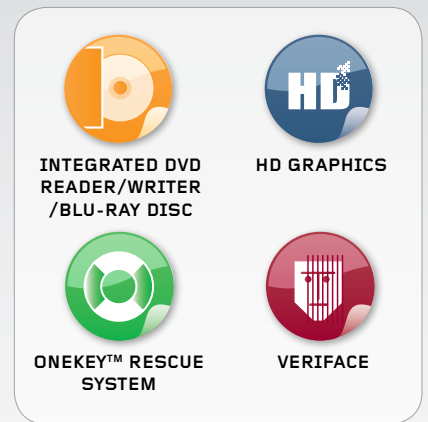 HD
INTEGRATED DVD
READER/WRITER
/BLU-RAY DISC
HD GRAPHICS
ONEKEY™ RESCUE
SYSTEM
VERIFACE